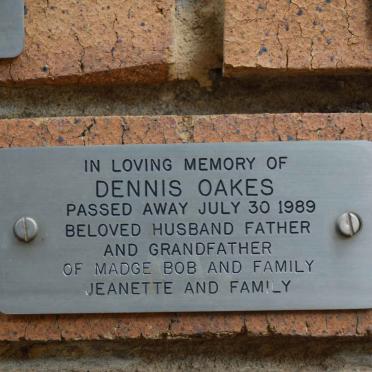 IN LOVING MEMORY OF
DENNIS OAKES
PASSED AWAY JULY 30 1989
BELOVED HUSBAND FATHER
AND GRANDFATHER
OF MADGE BOB AND FAMILY
JEANETTE AND FAMILY